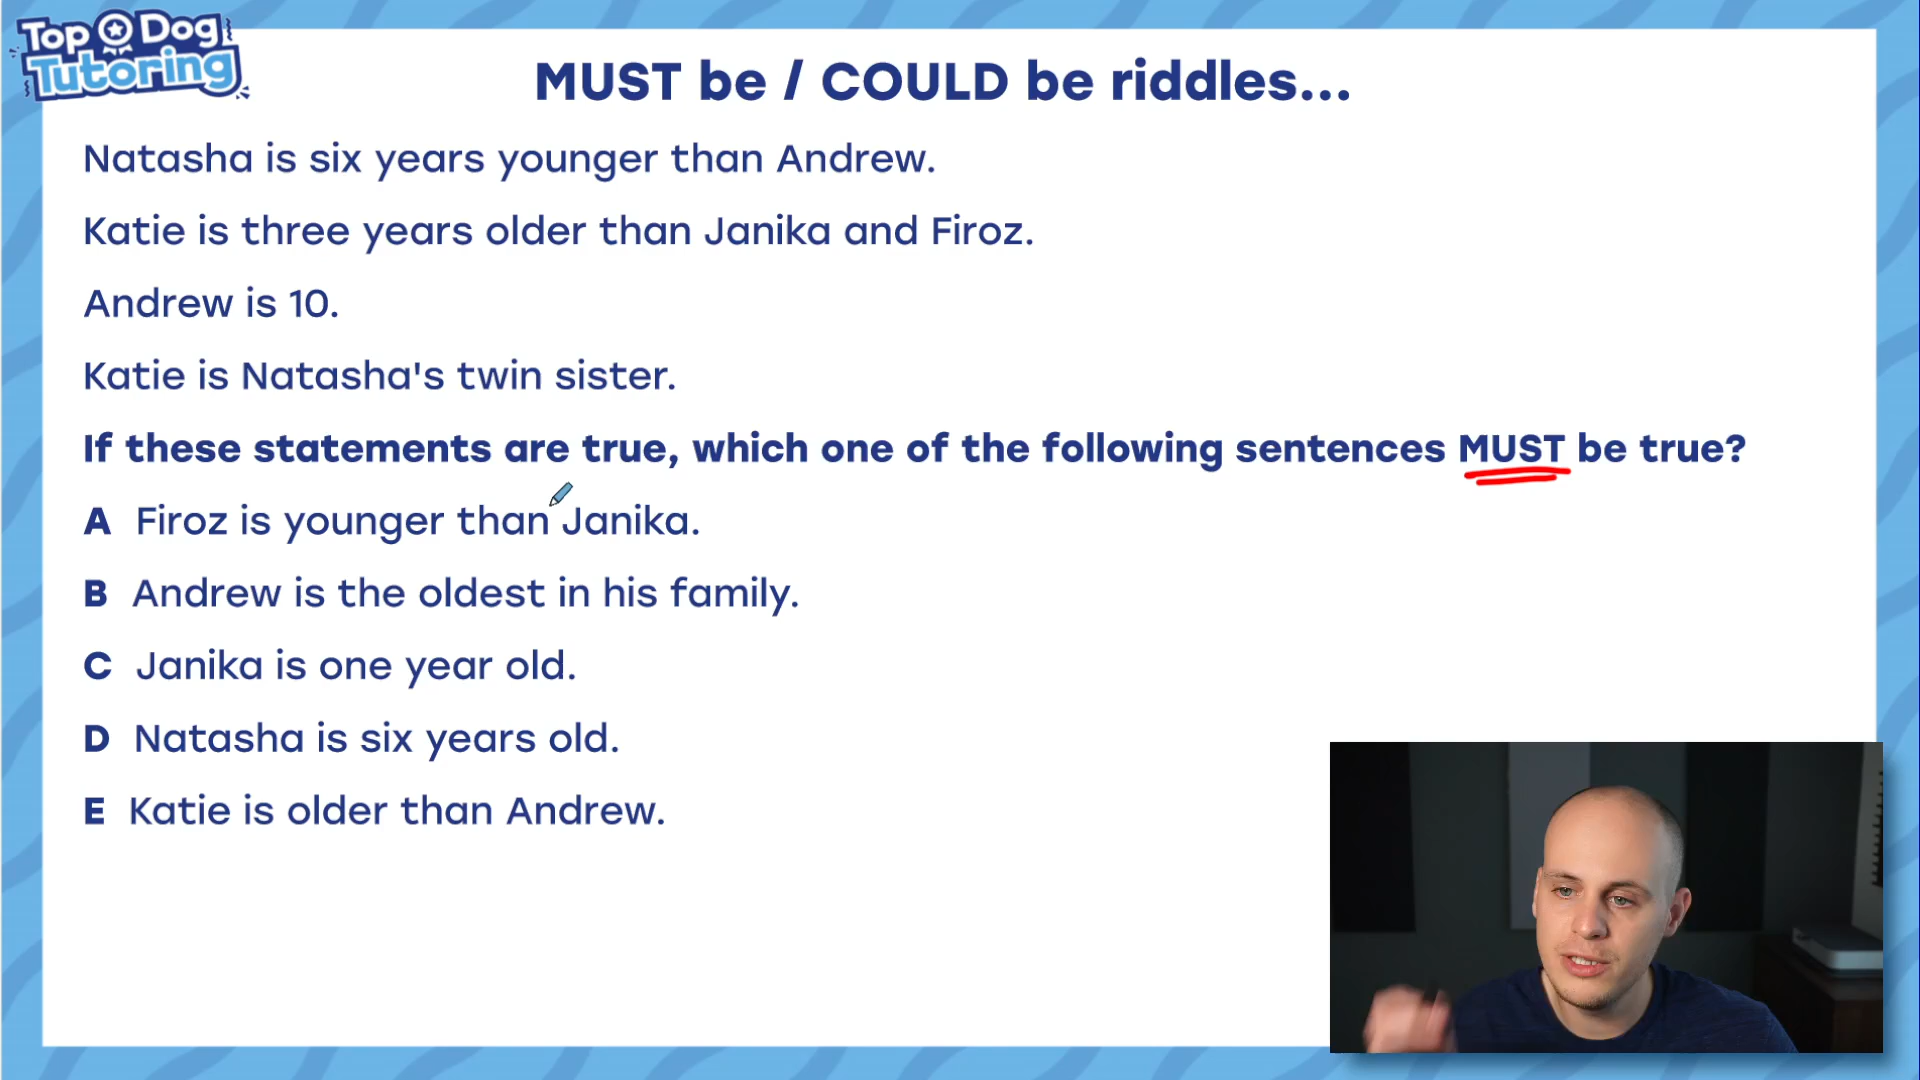 Top Dog
Tutoring
MUST be / COULD be riddles...
Natasha is six years younger than Andrew.
Katie is three years older than Janika and Firoz.
Andrew is 10.
Katie is Natasha's twin sister.
If these statements are true, which one of the following sentences MUST be true?
A Firoz is younger than Janika.
B Andrew is the oldest in his family.
C Janika is one year old.
D Natasha is six years old.
E Katie is older than Andrew.